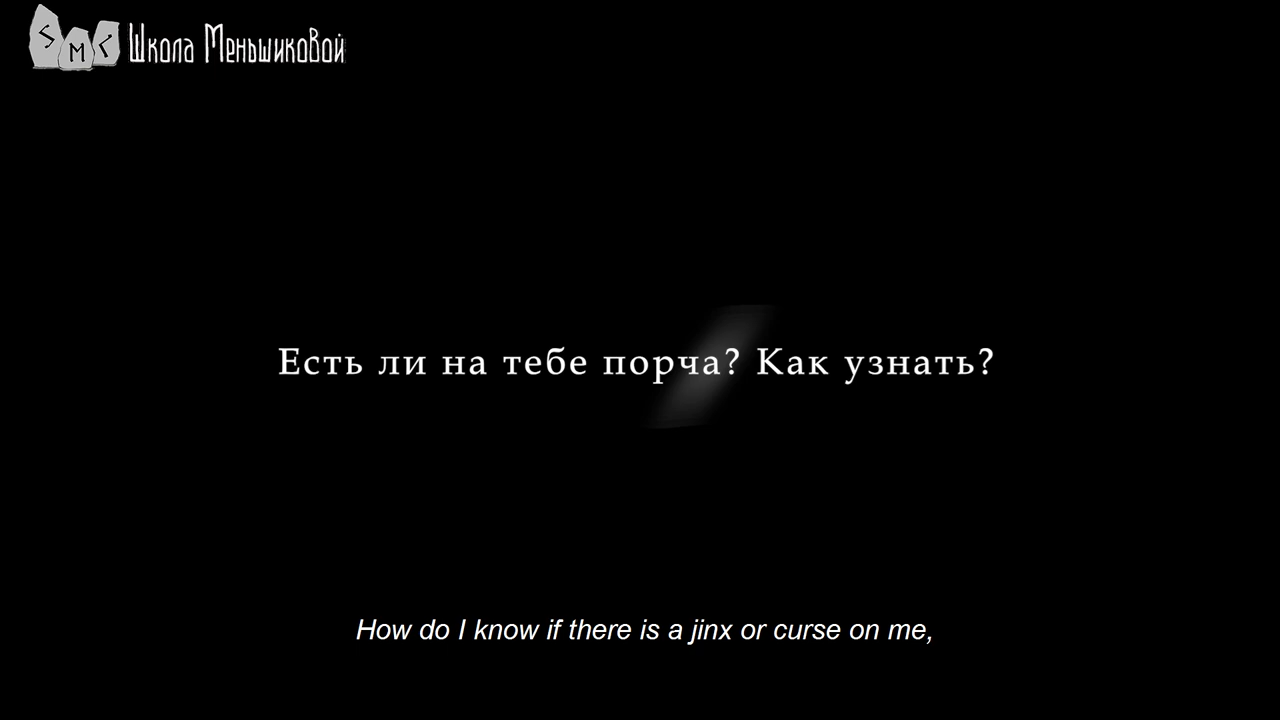 Школа Меньшиковой
Есть ли на тебе порча? Как узнать?
How do I know if there is a jinx or curse on me,